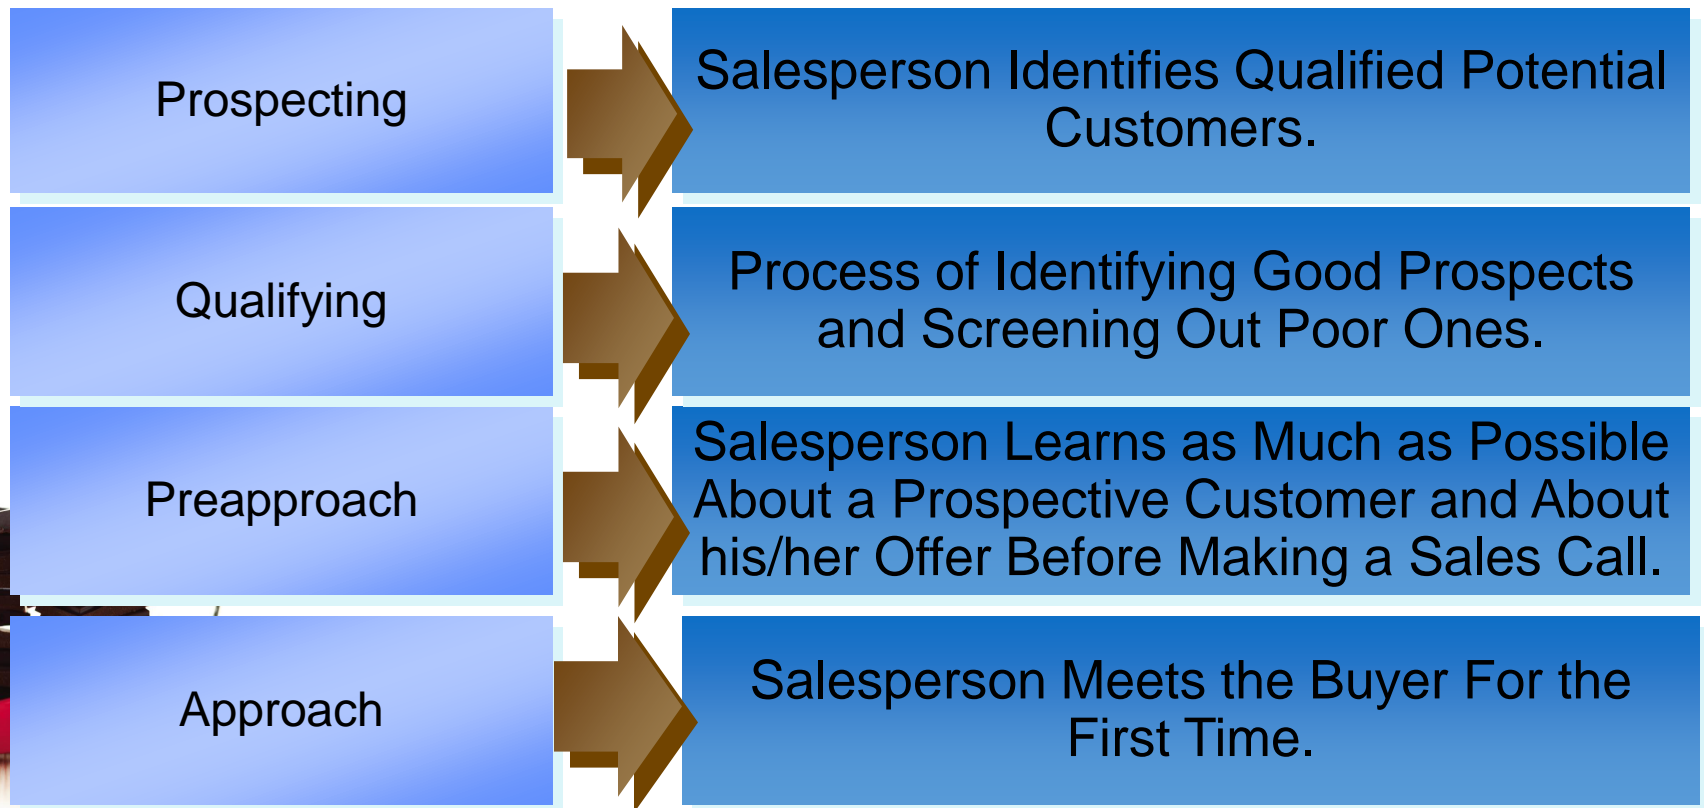 Prospecting
Salesperson Identifies Qualified Potential
Customers.
Qualifying
Process of Identifying Good Prospects
and Screening Out Poor Ones.
Preapproach
Salesperson Learns as Much as Possible
About a Prospective Customer and About
his/her Offer Before Making a Sales Call.
Approach
Salesperson Meets the Buyer For the
First Time.